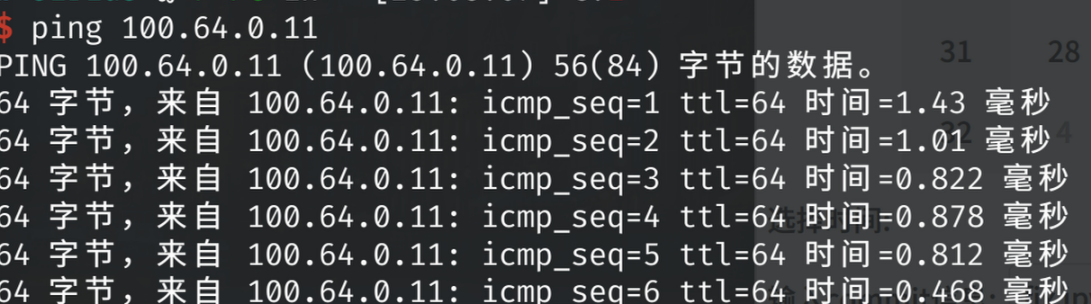 $ ping 100.64.0.11
PING 100.64.0.11 (100.64.0.11) 56(84) 字节的数据。
64 字节，来自 100.64.0.11: icmp_seq=1 ttl=64 时间=1.43 毫秒
64 字节，来自 100.64.0.11: icmp_seq=2 ttl=64 时间=1.01 毫秒
64 字节，来自 100.64.0.11: icmp_seq=3 ttl=64 时间=0.822 毫秒
64 字节，来自 100.64.0.11: icmp_seq=4 ttl=64 时间=0.878 毫秒
64 字节，来自 100.64.0.11: icmp_seq=5 ttl=64 时间=0.812 毫秒
64 字节，来自 100.64.0.11: icmp_seq=6 ttl=64 时间=0.468 毫秒
31 28
4
选择时间: